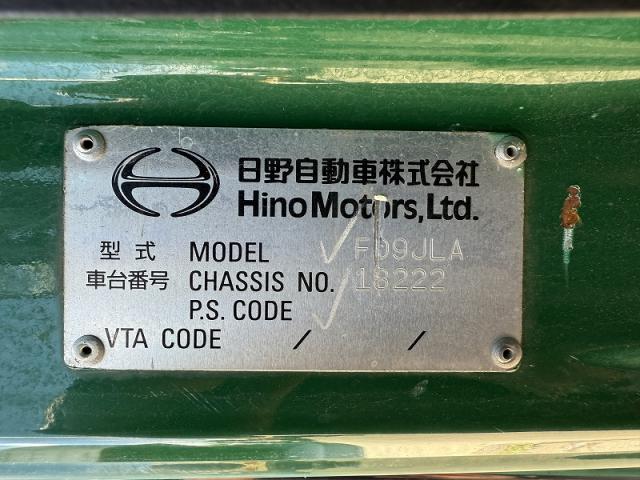 日野自動車株式会社
Hino Motors, Ltd.
型式 MODEL FD9JLA
車台番号 CHASSIS NO. 18222
P.S. CODE
VTA CODE / /